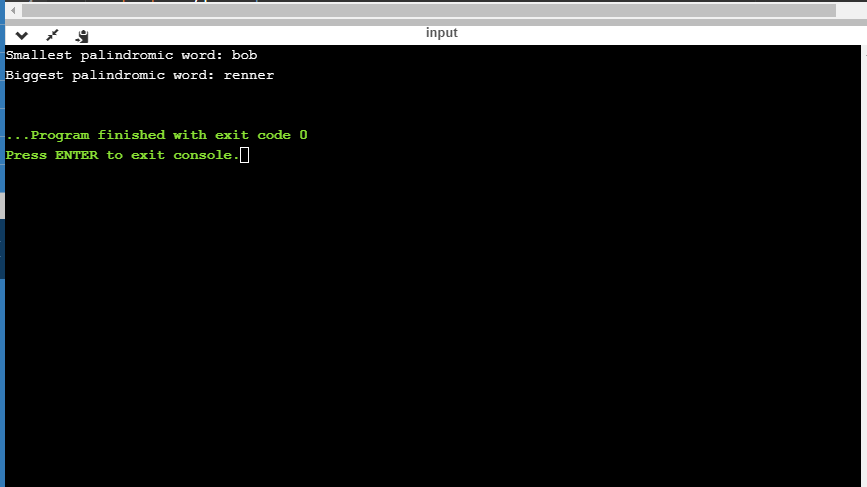 input
Smallest palindromic word: bob
Biggest palindromic word: renner
...Program finished with exit code 0
Press ENTER to exit console.